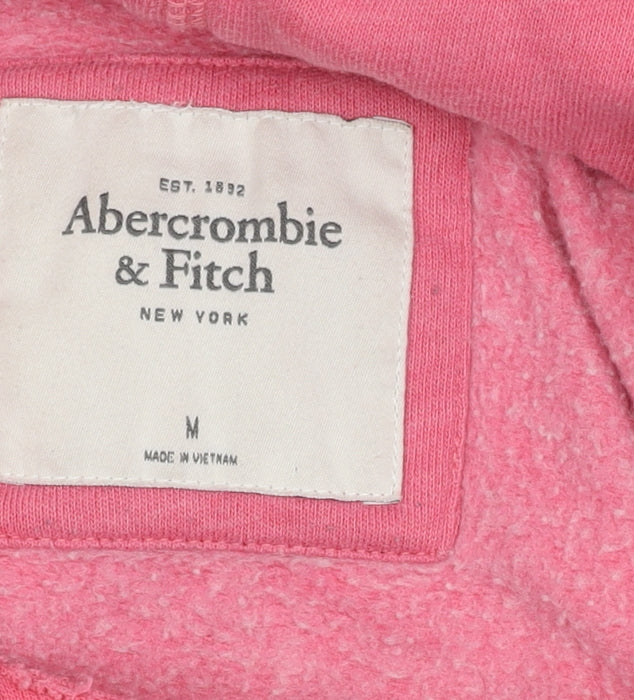 EST. 1892
Abercrombie
& Fitch
NEW YORK
M
MADE IN VIETNAM